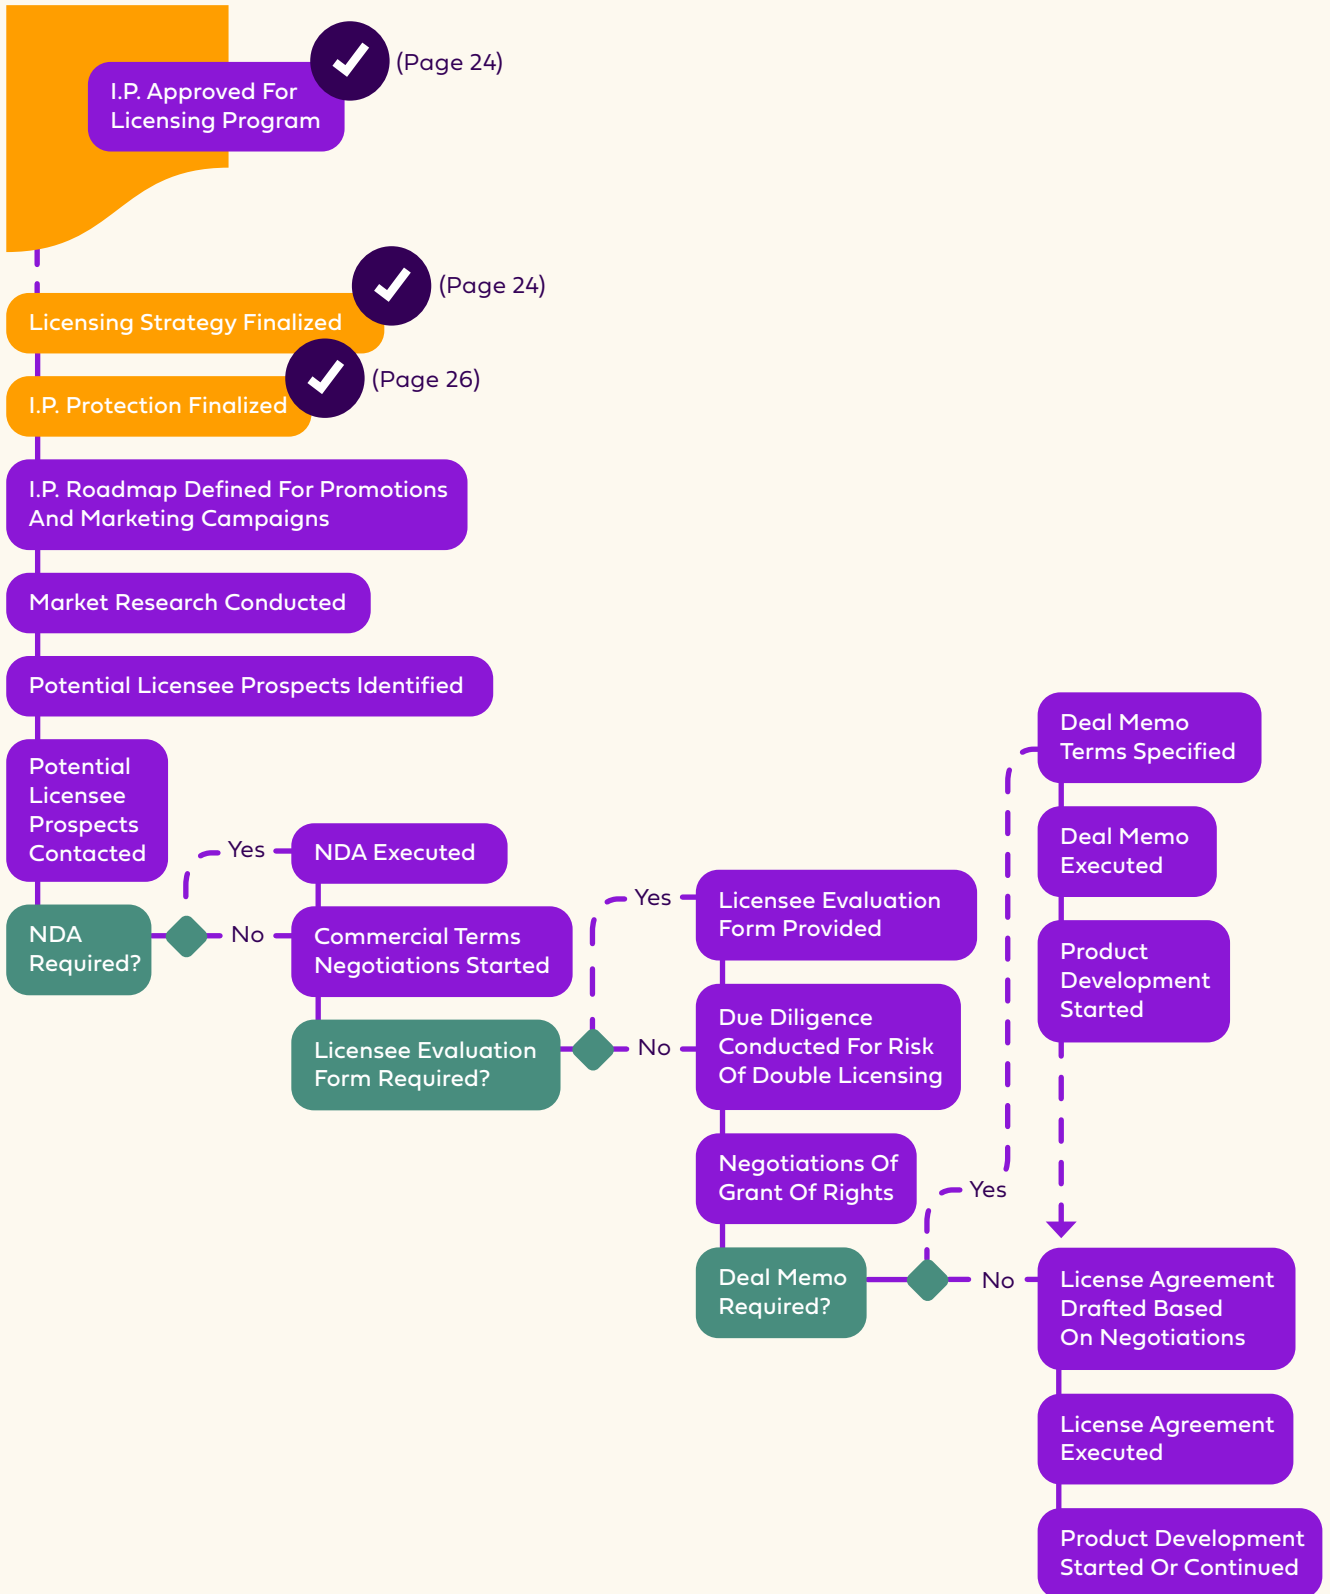 I.P. Approved For
Licensing Program
(Page 24)
Licensing Strategy Finalized
(Page 24)
I.P. Protection Finalized
(Page 26)
I.P. Roadmap Defined For Promotions
And Marketing Campaigns
Market Research Conducted
Potential Licensee Prospects Identified
Potential
Licensee
Prospects
Contacted
NDA
Required?
Yes
No
NDA Executed
Commercial Terms
Negotiations Started
Licensee Evaluation
Form Required?
Yes
No
Licensee Evaluation
Form Provided
Due Diligence
Conducted For Risk
Of Double Licensing
Negotiations Of
Grant Of Rights
Deal Memo
Required?
Yes
No
Deal Memo
Terms Specified
Deal Memo
Executed
Product
Development
Started
License Agreement
Drafted Based
On Negotiations
License Agreement
Executed
Product Development
Started Or Continued